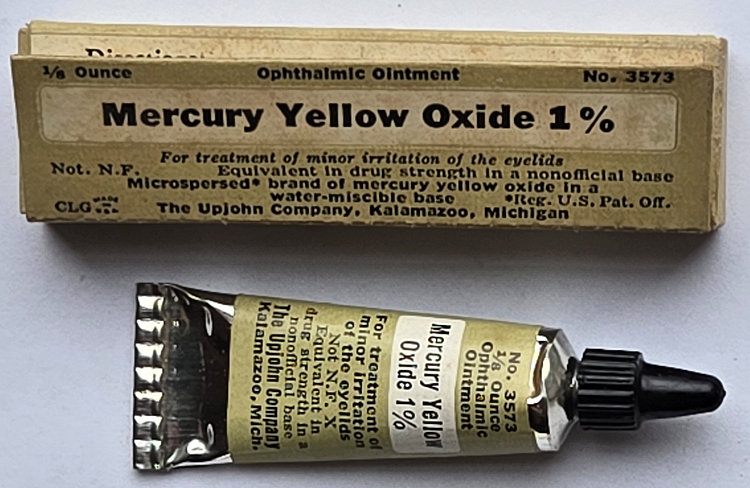 Directions:
1/8 Ounce Ophthalmic Ointment No. 3573
Mercury Yellow Oxide 1%
For treatment of minor irritation of the eyelids
Not. N.F. Equivalent in drug strength in a nonofficial base
Microspersed* brand of mercury yellow oxide in a
water-miscible base *Reg. U.S. Pat. Off.
CLG MADE IN U.S.A. The Upjohn Company, Kalamazoo, Michigan
No. 3573
1/8 Ounce
Ophthalmic
Ointment
Mercury Yellow
Oxide 1%
For treatment of
minor irritation
of the eyelids
Not N.F. X
Equivalent in
drug strength in a
nonofficial base
The Upjohn Company
Kalamazoo, Mich.